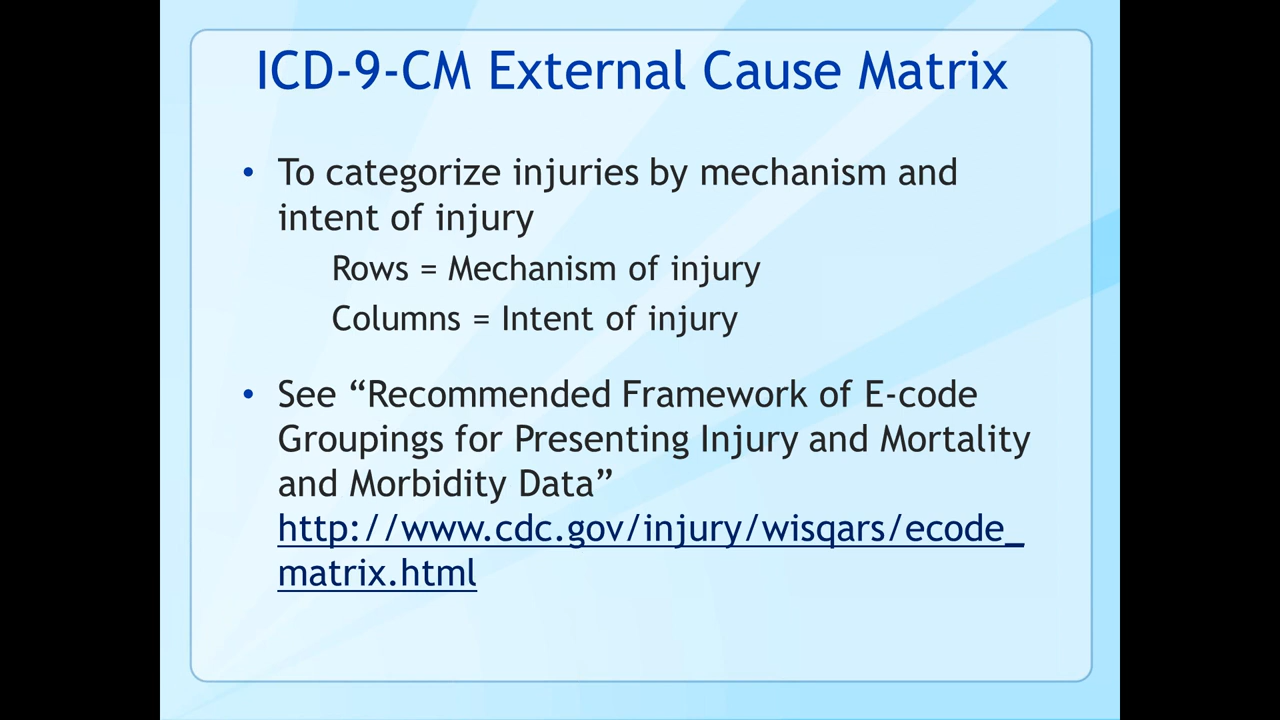 ICD-9-CM External Cause Matrix
• To categorize injuries by mechanism and
intent of injury
Rows = Mechanism of injury
Columns = Intent of injury
• See “Recommended Framework of E-code
Groupings for Presenting Injury and Mortality
and Morbidity Data”
http://www.cdc.gov/injury/wisqars/ecode_
matrix.html